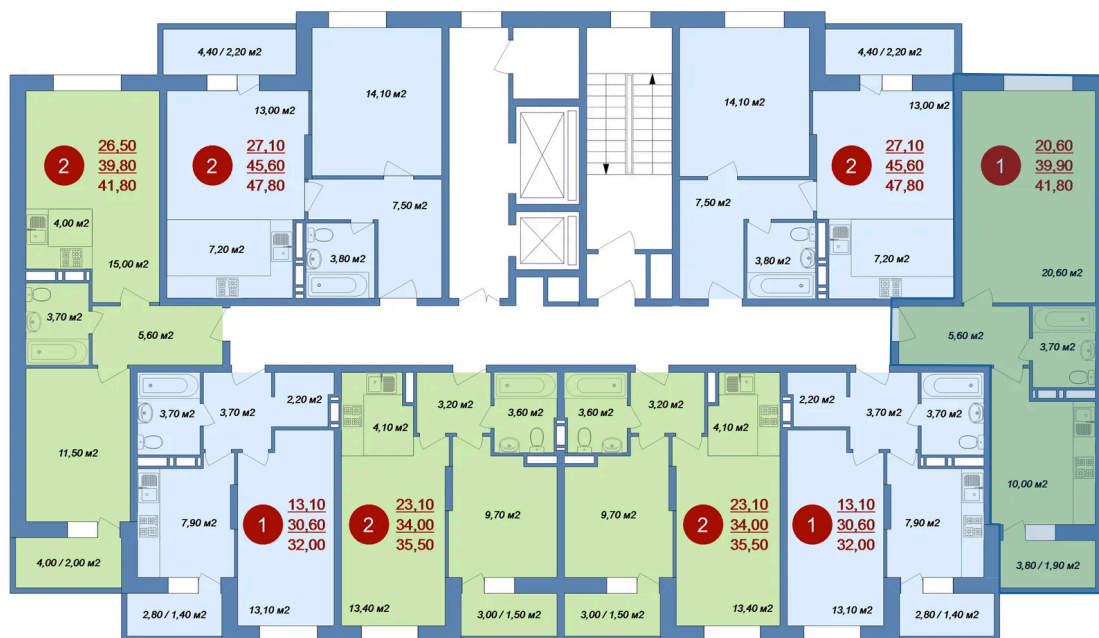 4,40 / 2,20 м2
4,40 / 2,20 м2
14,10 м2
13,00 м2
14,10 м2
13,00 м2
2
26,50
39,80
41,80
2
27,10
45,60
47,80
2
27,10
45,60
47,80
1
20,60
39,90
41,80
4,00 м2
15,00 м2
7,20 м2
7,50 м2
3,80 м2
7,50 м2
3,80 м2
7,20 м2
20,60 м2
3,70 м2
5,60 м2
5,60 м2
3,70 м2
3,70 м2
3,70 м2
2,20 м2
4,10 м2
3,20 м2
3,60 м2
3,60 м2
3,20 м2
4,10 м2
2,20 м2
3,70 м2
3,70 м2
11,50 м2
7,90 м2
1
13,10
30,60
32,00
2
23,10
34,00
35,50
9,70 м2
9,70 м2
2
23,10
34,00
35,50
1
13,10
30,60
32,00
7,90 м2
10,00 м2
4,00 / 2,00 м2
3,80 / 1,90 м2
2,80 / 1,40 м2
13,10 м2
13,40 м2
3,00 / 1,50 м2
3,00 / 1,50 м2
13,40 м2
13,10 м2
2,80 / 1,40 м2